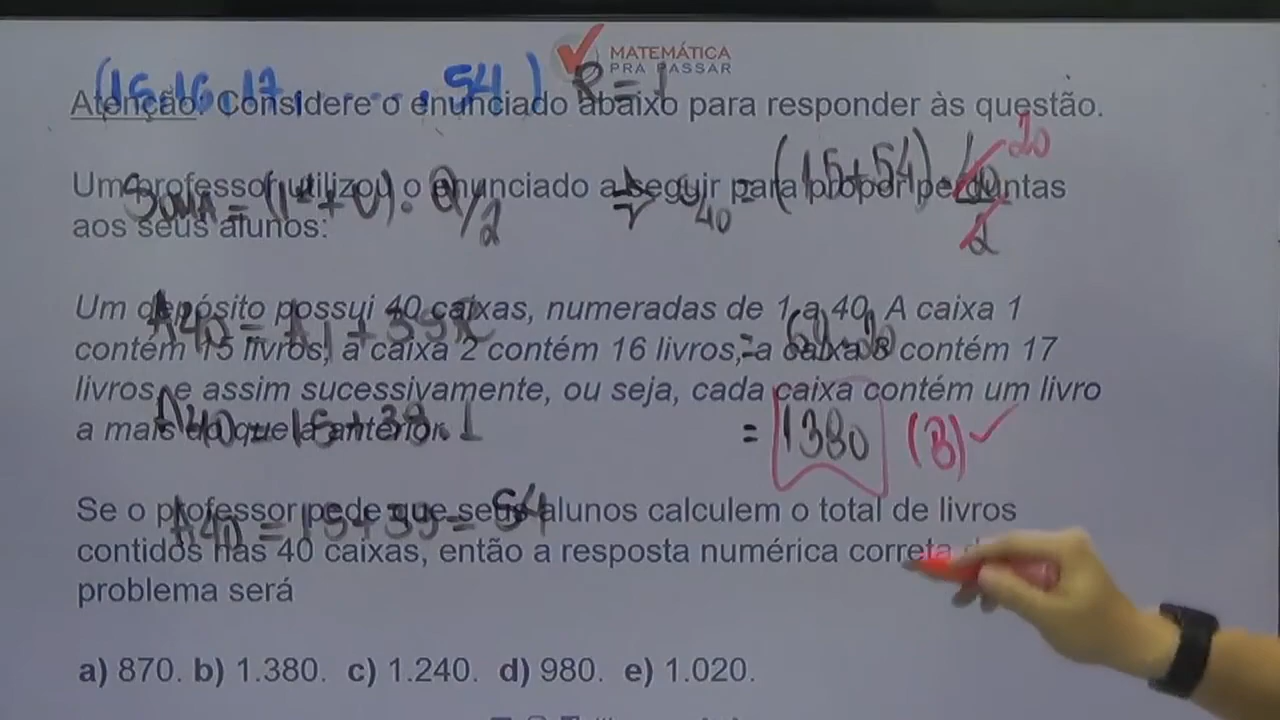 MATEMÁTICA
PRA PASSAR
(15,16,17, ......, 54) R = 1
Atenção: Considere o enunciado abaixo para responder às questão.
Um professor utilizou o enunciado a seguir para propor perguntas
aos seus alunos:
Soma = (1º + U) . Q/2 ⇒ S40 = (15+54) . 40/2 20
Um depósito possui 40 caixas, numeradas de 1 a 40. A caixa 1
contém 15 livros, a caixa 2 contém 16 livros, a caixa 3 contém 17
livros, e assim sucessivamente, ou seja, cada caixa contém um livro
a mais do que a anterior.
A40 = A1 + 39R
= 69.20
A40 = 15 + 39.1
= 1380 (B)
Se o professor pede que seus alunos calculem o total de livros
A40 = 15+39 = 54
contidos nas 40 caixas, então a resposta numérica correta
problema será
a) 870. b) 1.380. c) 1.240. d) 980. e) 1.020.